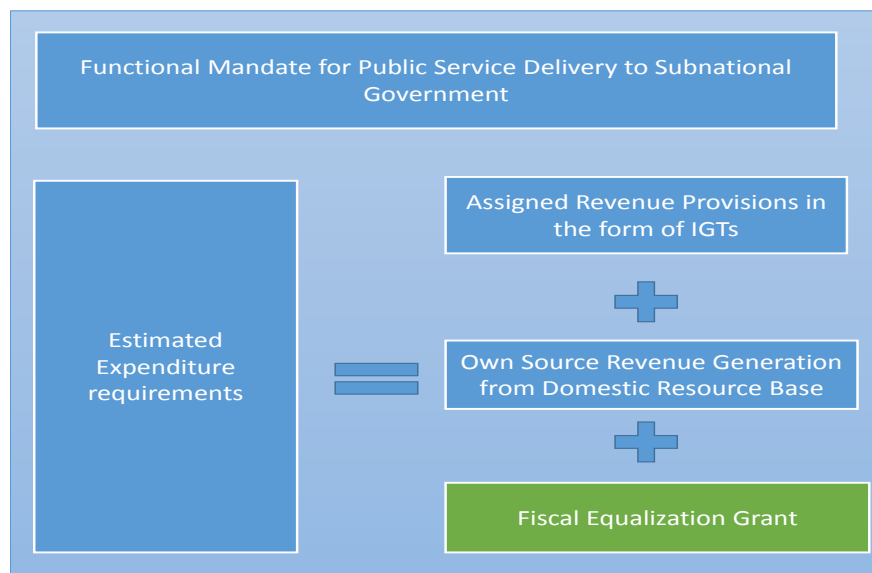 Functional Mandate for Public Service Delivery to Subnational
Government
Assigned Revenue Provisions in
the form of IGTs
Estimated
Expenditure
requirements
Own Source Revenue Generation
from Domestic Resource Base
Fiscal Equalization Grant